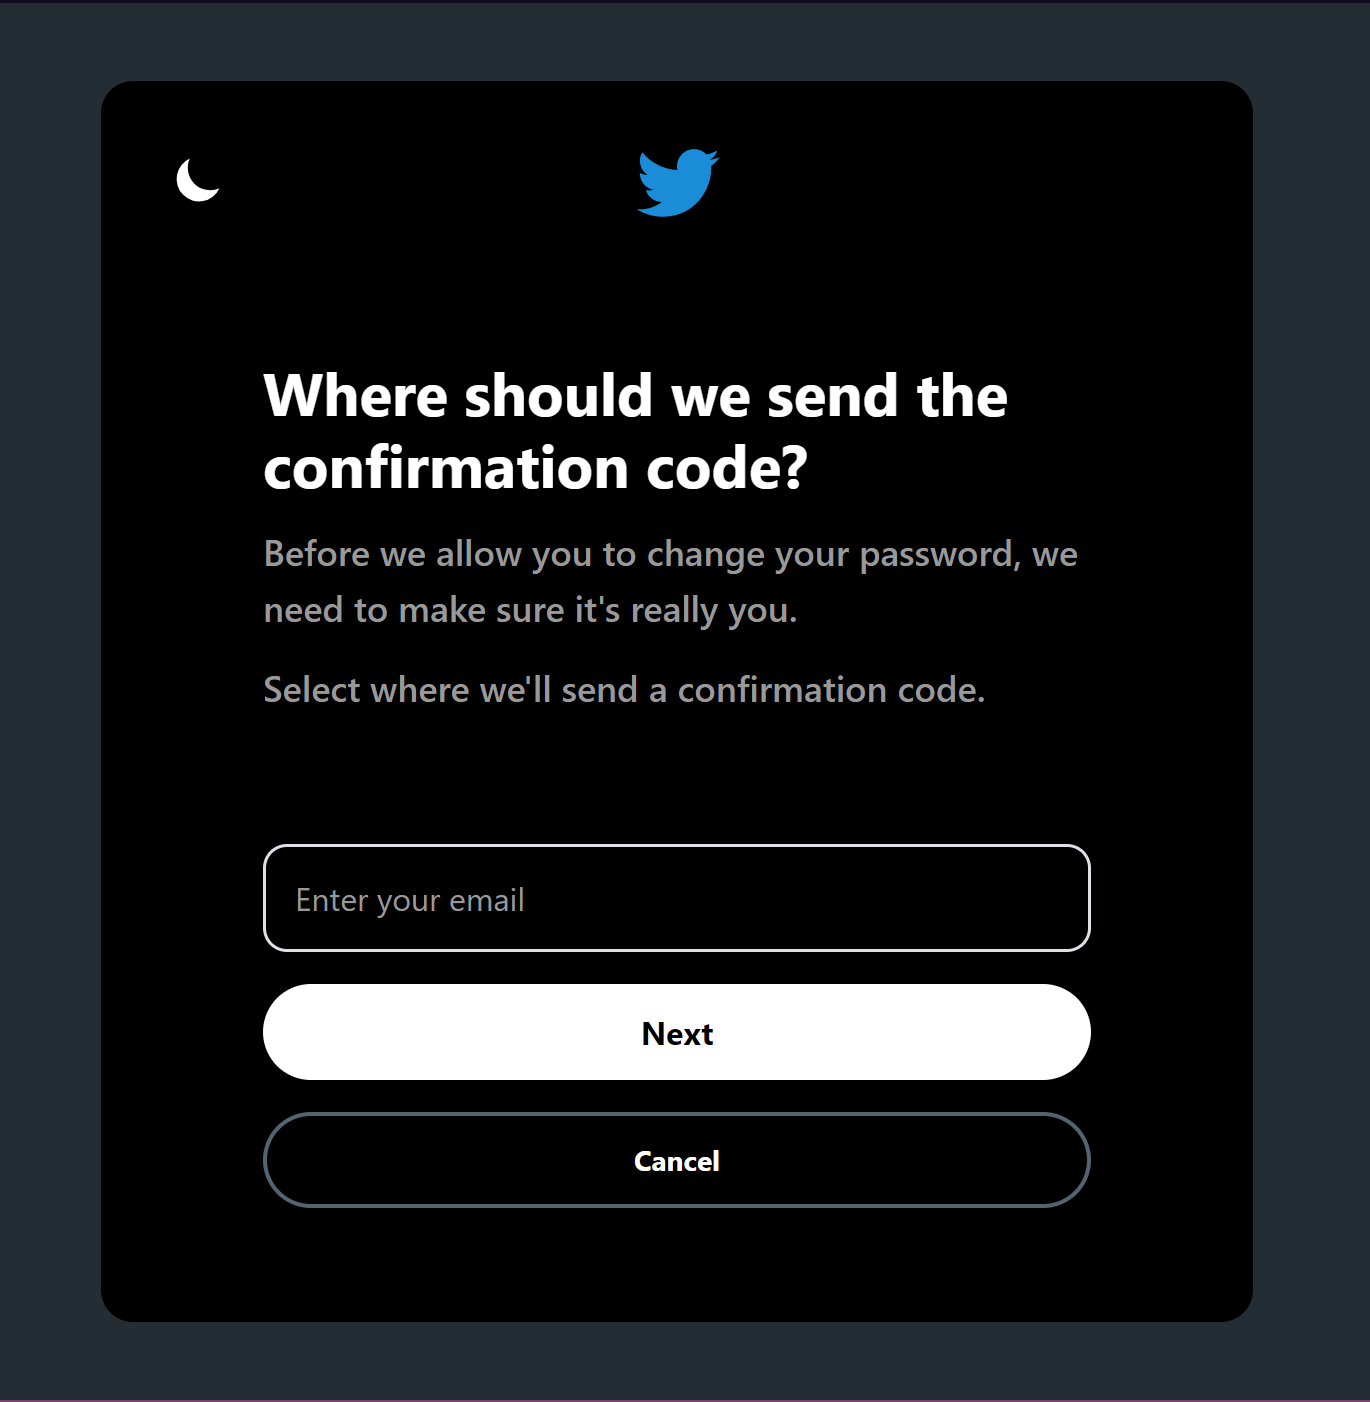 Where should we send the
confirmation code?
Before we allow you to change your password, we
need to make sure it's really you.
Select where we'll send a confirmation code.
Enter your email
Next
Cancel